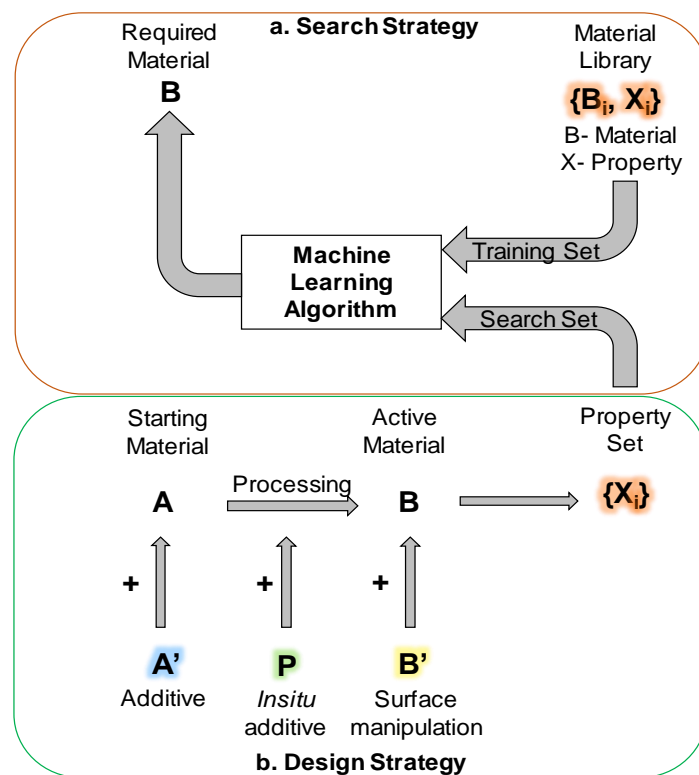 a. Search Strategy
Required
Material
B
Material
Library
{Bᵢ, Xᵢ}
B- Material
X- Property
Machine
Learning
Algorithm
Training Set
Search Set
Starting
Material
Active
Material
Property
Set
Processing
A
B
{Xᵢ}
+
+
+
A’
P
B’
Additive
Insitu
additive
Surface
manipulation
b. Design Strategy